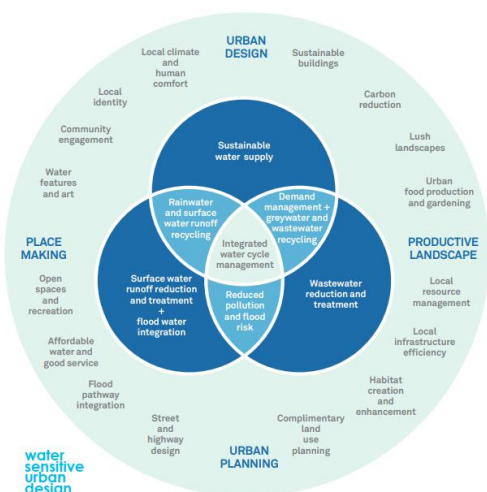 URBAN
DESIGN
Local climate
and
human
comfort
Sustainable
buildings
Local
identity
Carbon
reduction
Community
engagement
Lush
landscapes
Water
features
and art
Urban
food production
and gardening
Sustainable
water supply
Rainwater
and surface
water runoff
recycling
Demand
management +
greywater and
wastewater
recycling
Integrated
water cycle
management
PLACE
MAKING
PRODUCTIVE
LANDSCAPE
Surface water
runoff reduction
and treatment
+
flood water
integration
Wastewater
reduction and
treatment
Reduced
pollution
and flood
risk
Open
spaces
and
recreation
Local
resource
management
Affordable
water and
good service
Local
infrastructure
efficiency
Flood
pathway
integration
Habitat
creation
and
enhancement
Street
and
highway
design
Complimentary
land
use
planning
URBAN
PLANNING
water
sensitive
urban
design